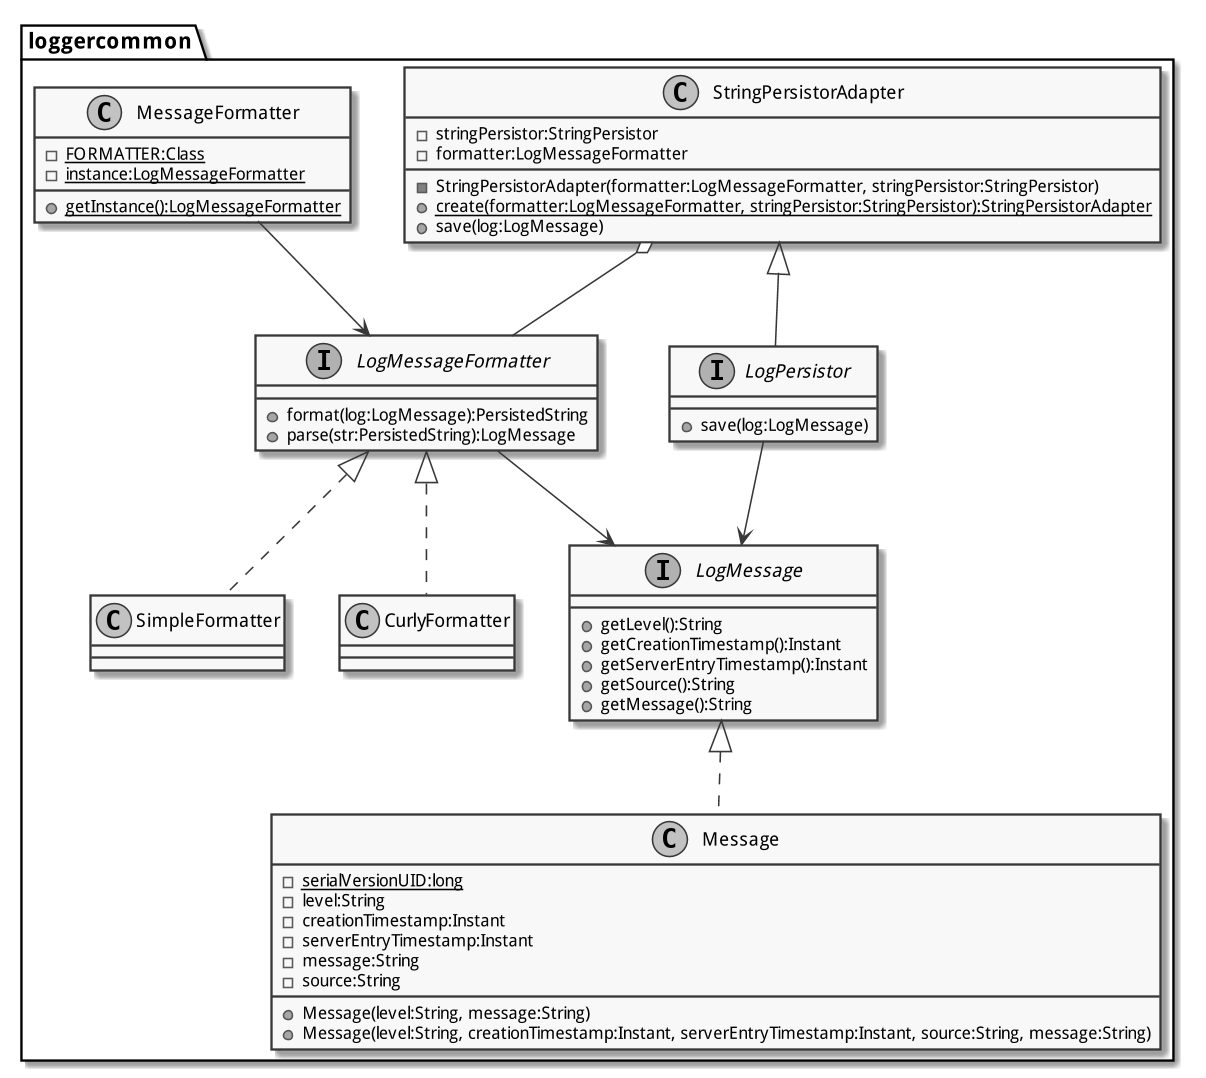 loggercommon
C MessageFormatter
FORMATTER:Class
instance:LogMessageFormatter
getInstance():LogMessageFormatter
C StringPersistorAdapter
stringPersistor:StringPersistor
formatter:LogMessageFormatter
StringPersistorAdapter(formatter:LogMessageFormatter, stringPersistor:StringPersistor)
create(formatter:LogMessageFormatter, stringPersistor:StringPersistor):StringPersistorAdapter
save(log:LogMessage)
I LogMessageFormatter
format(log:LogMessage):PersistedString
parse(str:PersistedString):LogMessage
I LogPersistor
save(log:LogMessage)
C SimpleFormatter
C CurlyFormatter
I LogMessage
getLevel():String
getCreationTimestamp():Instant
getServerEntryTimestamp():Instant
getSource():String
getMessage():String
C Message
serialVersionUID:long
level:String
creationTimestamp:Instant
serverEntryTimestamp:Instant
message:String
source:String
Message(level:String, message:String)
Message(level:String, creationTimestamp:Instant, serverEntryTimestamp:Instant, source:String, message:String)